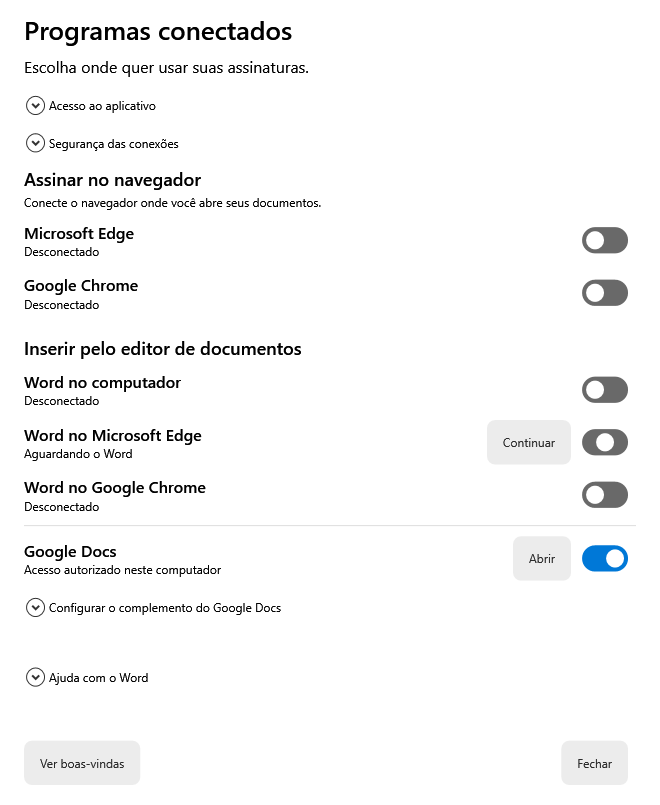 Programas conectados
Escolha onde quer usar suas assinaturas.
Acesso ao aplicativo
Segurança das conexões
Assinar no navegador
Conecte o navegador onde você abre seus documentos.
Microsoft Edge
Desconectado
Google Chrome
Desconectado
Inserir pelo editor de documentos
Word no computador
Desconectado
Word no Microsoft Edge
Aguardando o Word
Continuar
Word no Google Chrome
Desconectado
Google Docs
Acesso autorizado neste computador
Abrir
Configurar o complemento do Google Docs
Ajuda com o Word
Ver boas-vindas
Fechar